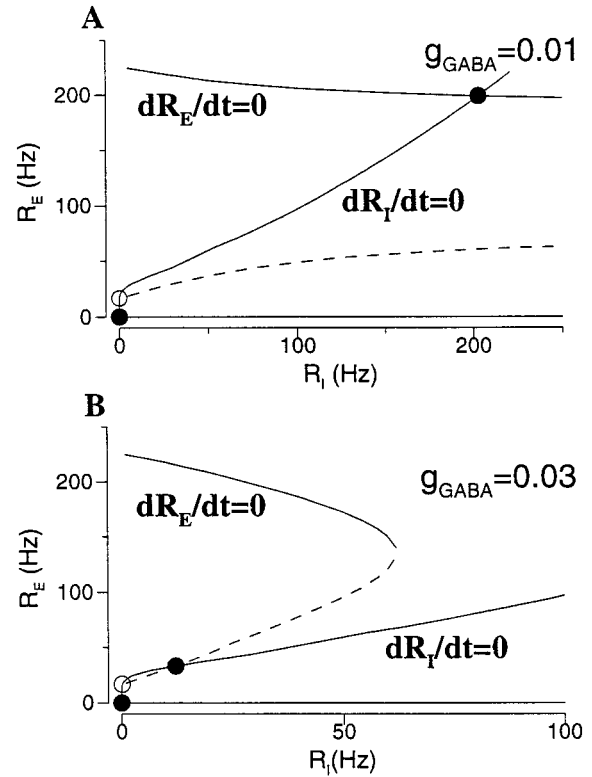 A
g_GABA=0.01
200
dR_E/dt=0
R_E (Hz)
100
dR_I/dt=0
0
0 100 200
R_I (Hz)
B
g_GABA=0.03
200
dR_E/dt=0
R_E (Hz)
100
dR_I/dt=0
0
0 50 100
R_I (Hz)